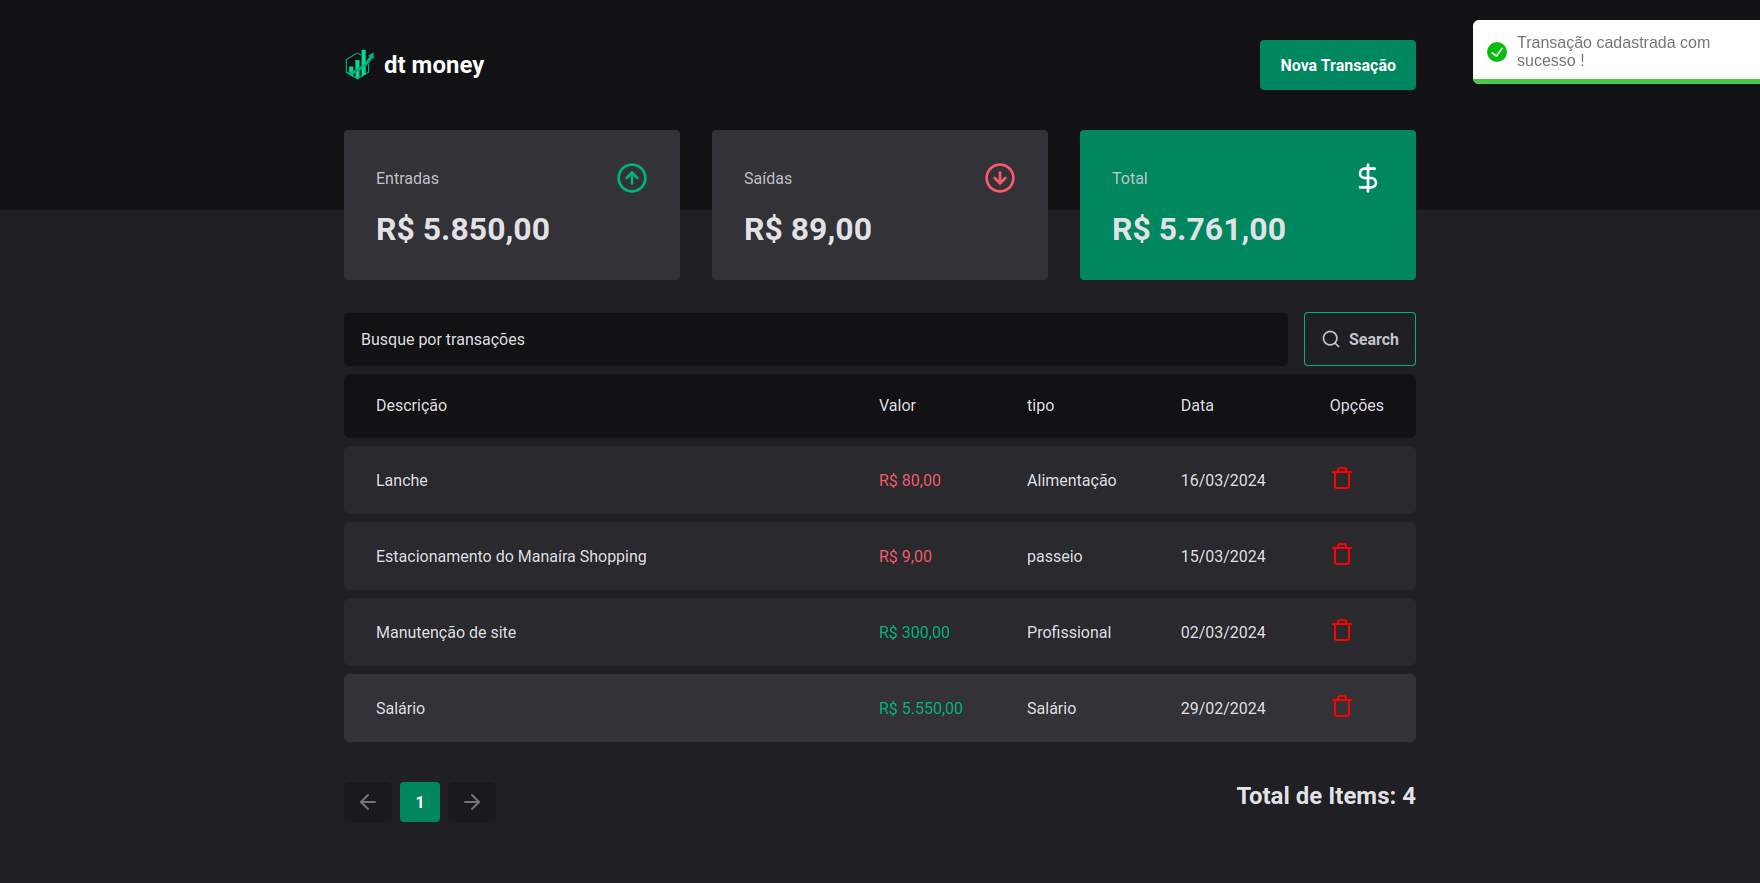 dt money
Nova Transação
Transação cadastrada com
sucesso !
Entradas
R$ 5.850,00
Saídas
R$ 89,00
Total
R$ 5.761,00
Busque por transações
Search
Descrição Valor tipo Data Opções
Lanche R$ 80,00 Alimentação 16/03/2024
Estacionamento do Manaíra Shopping R$ 9,00 passeio 15/03/2024
Manutenção de site R$ 300,00 Profissional 02/03/2024
Salário R$ 5.550,00 Salário 29/02/2024
1
Total de Items: 4